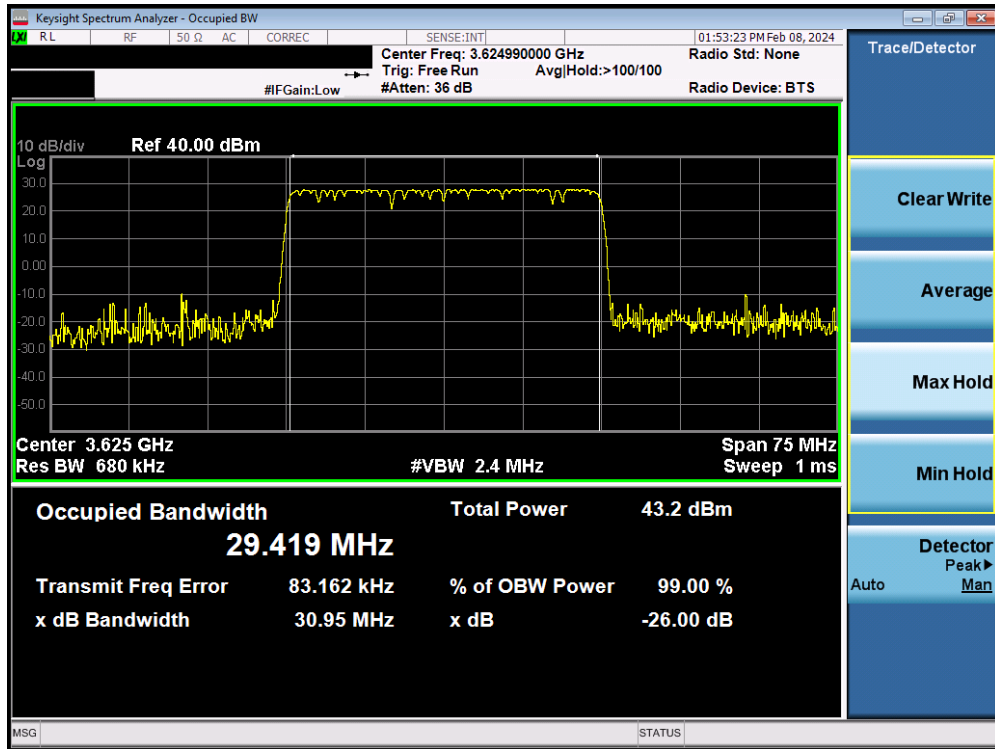 Keysight Spectrum Analyzer - Occupied BW
LXI RL RF 50 Ω AC CORREC SENSE:INT 01:53:23 PM Feb 08, 2024
Center Freq: 3.624990000 GHz Radio Std: None
Trig: Free Run Avg|Hold:>100/100
#IFGain:Low #Atten: 36 dB Radio Device: BTS
Trace/Detector
10 dB/div Ref 40.00 dBm
Log
30.0
20.0
10.0
0.00
-10.0
-20.0
-30.0
-40.0
-50.0
Center 3.625 GHz Span 75 MHz
Res BW 680 kHz #VBW 2.4 MHz Sweep 1 ms
Occupied Bandwidth Total Power 43.2 dBm
29.419 MHz
Transmit Freq Error 83.162 kHz % of OBW Power 99.00 %
x dB Bandwidth 30.95 MHz x dB -26.00 dB
Clear Write
Average
Max Hold
Min Hold
Detector
Peak▶
Auto Man
MSG STATUS